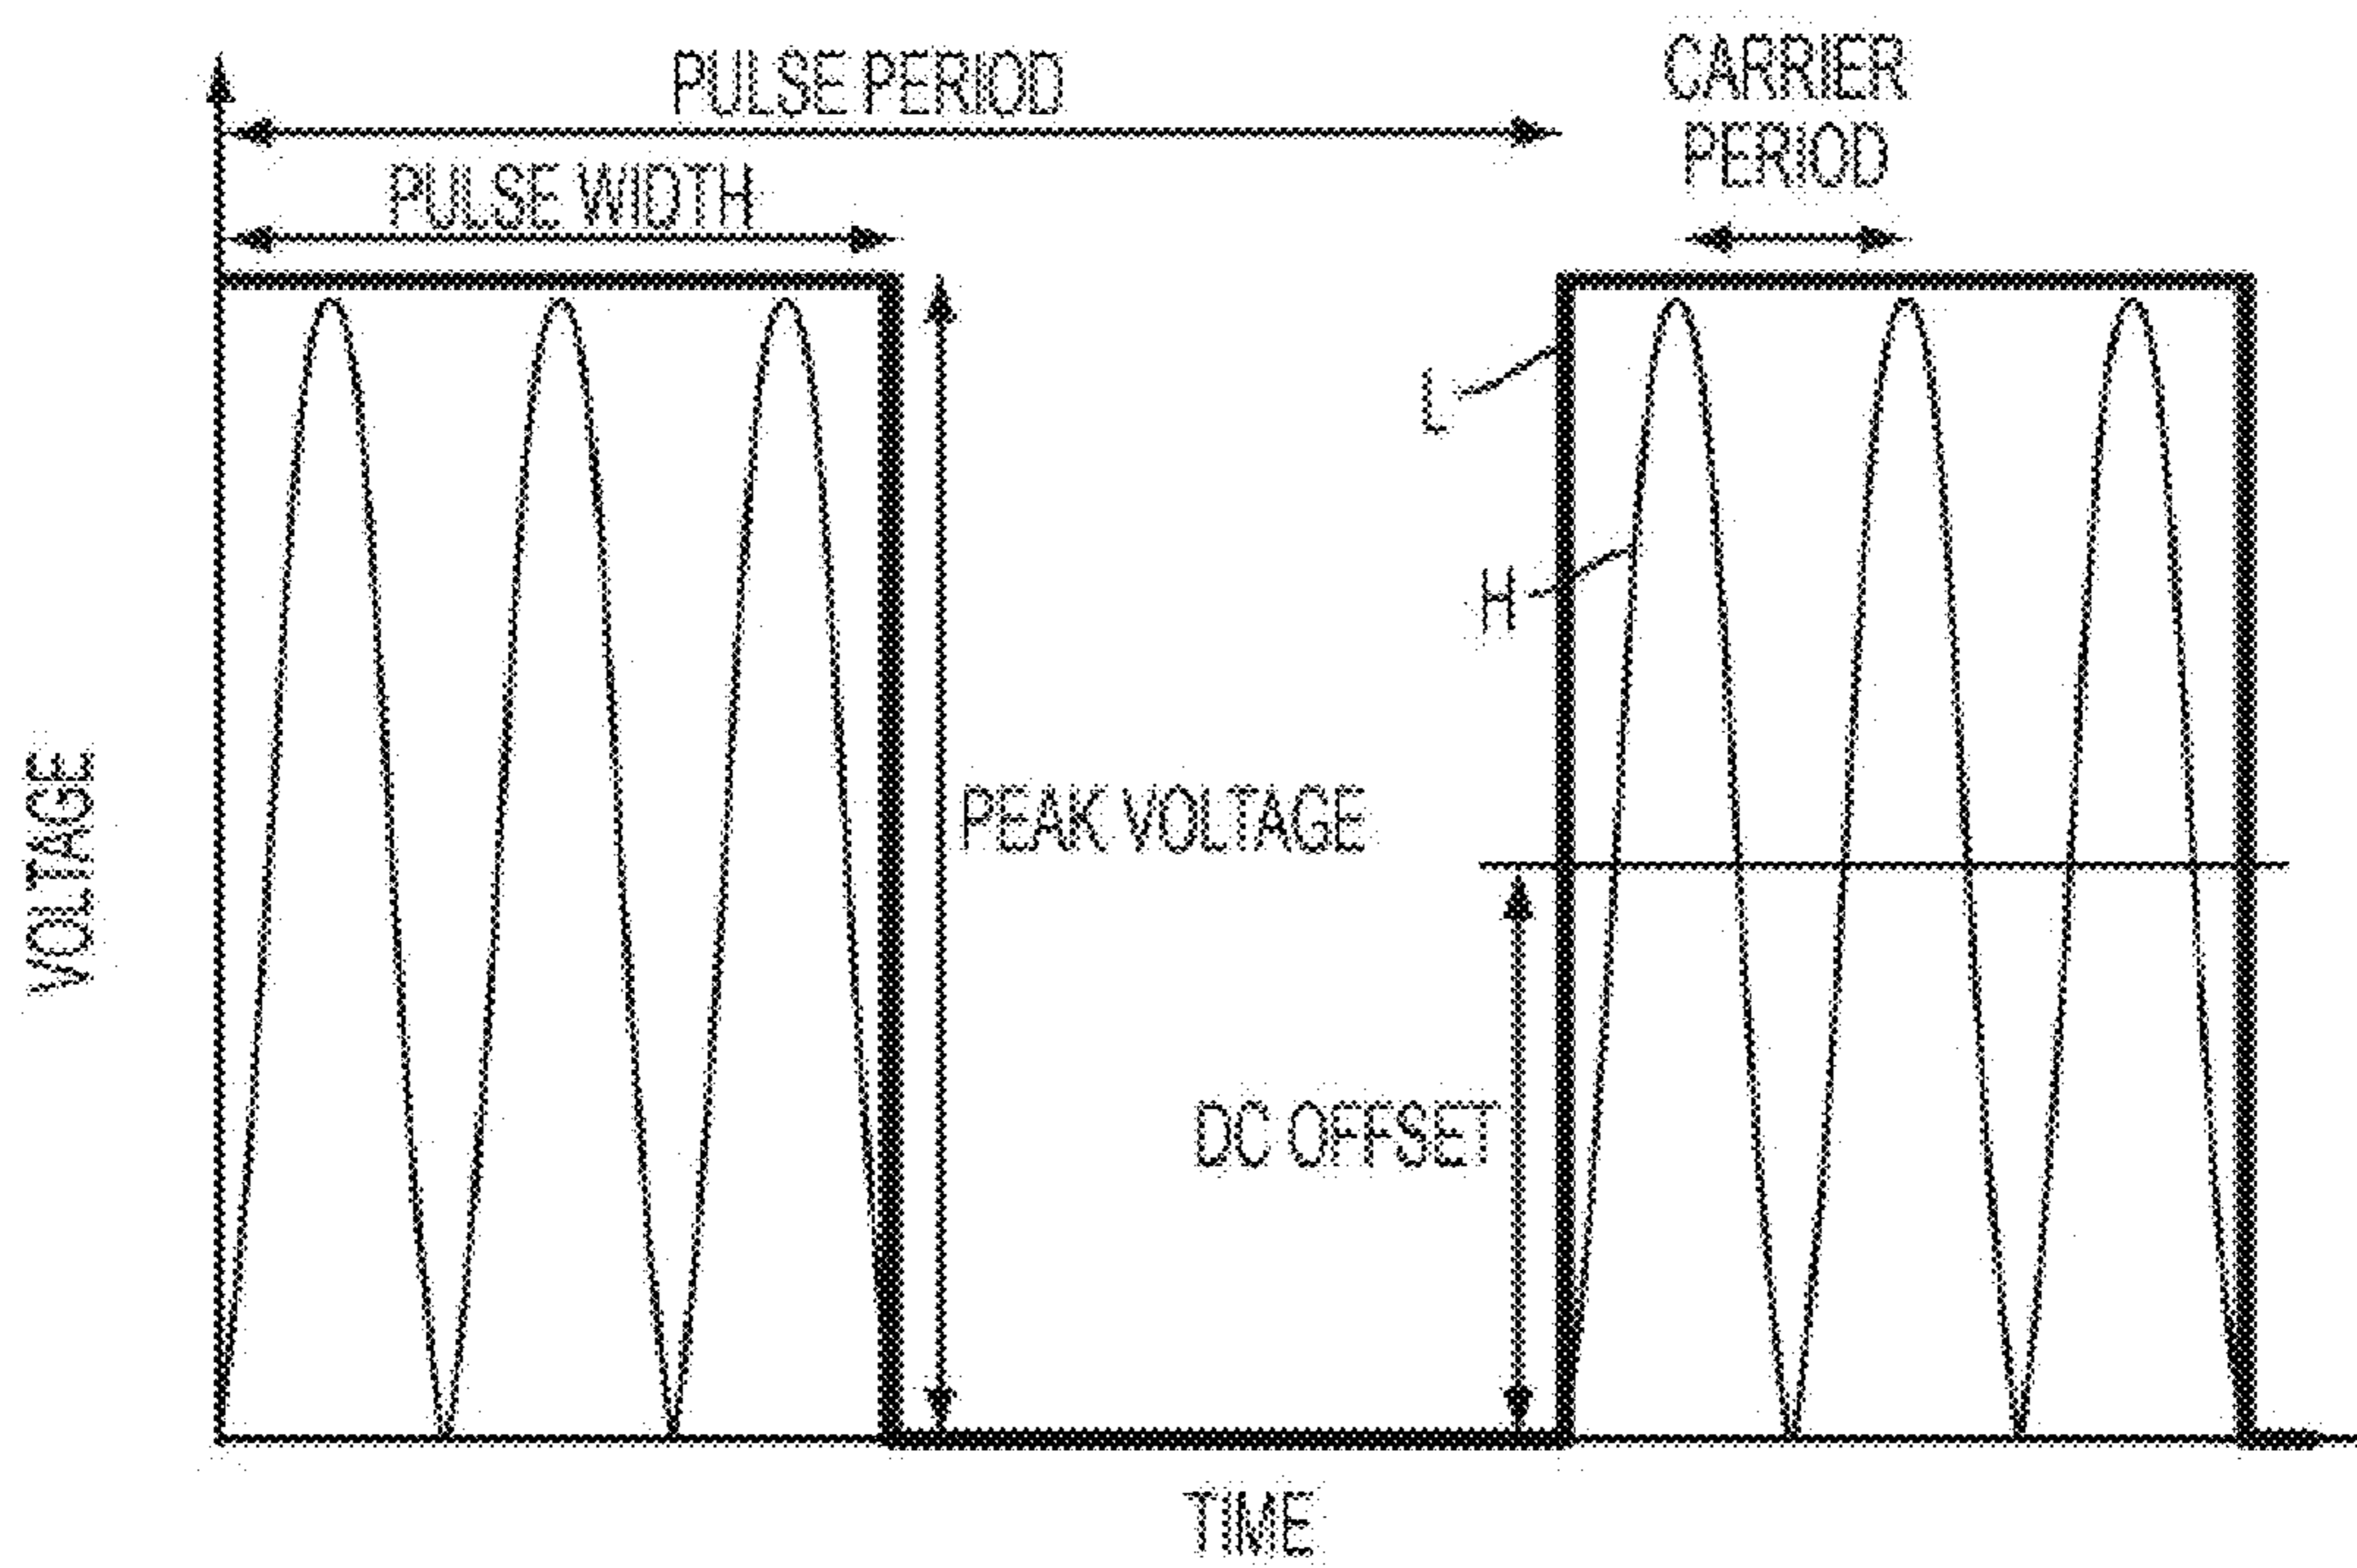 PULSE PERIOD
CARRIER
PERIOD
PULSE WIDTH
L
H
VOLTAGE
PEAK VOLTAGE
DC OFFSET
TIME